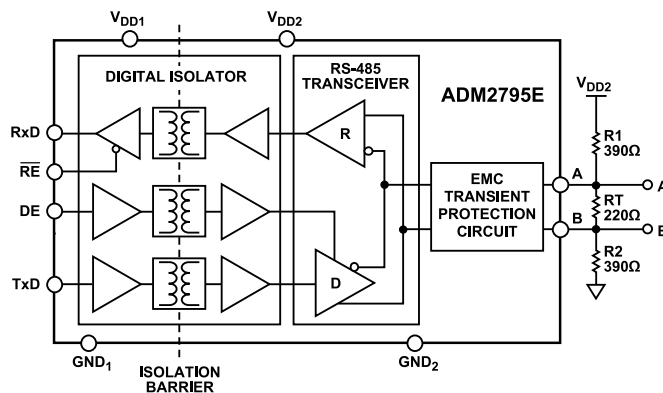 VDD1
VDD2
DIGITAL ISOLATOR
RS-485
TRANSCEIVER
ADM2795E
VDD2
RxD
R
R1
390Ω
RE
EMC
TRANSIENT
PROTECTION
CIRCUIT
A
A
DE
RT
220Ω
B
TxD
D
R2
390Ω
GND1
GND2
ISOLATION
BARRIER